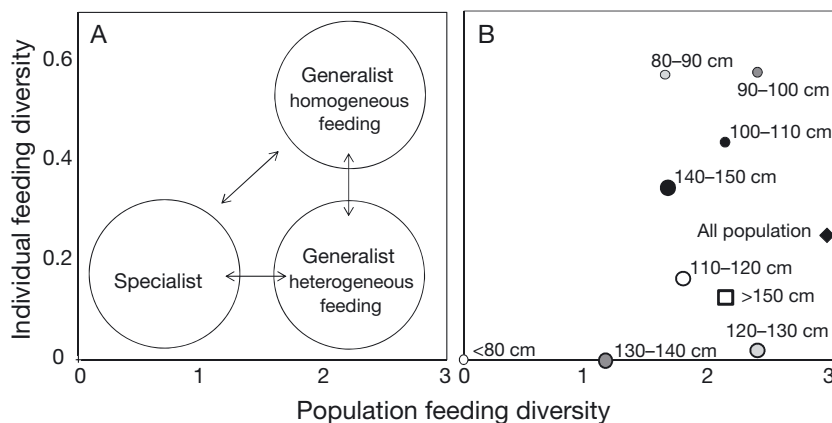 A
B
0.6
0.4
0.2
0
Individual feeding diversity
Generalist
homogeneous
feeding
Specialist
Generalist
heterogeneous
feeding
0
1
2
3
80–90 cm
90–100 cm
100–110 cm
140–150 cm
All population
110–120 cm
>150 cm
120–130 cm
<80 cm
130–140 cm
0
1
2
3
Population feeding diversity